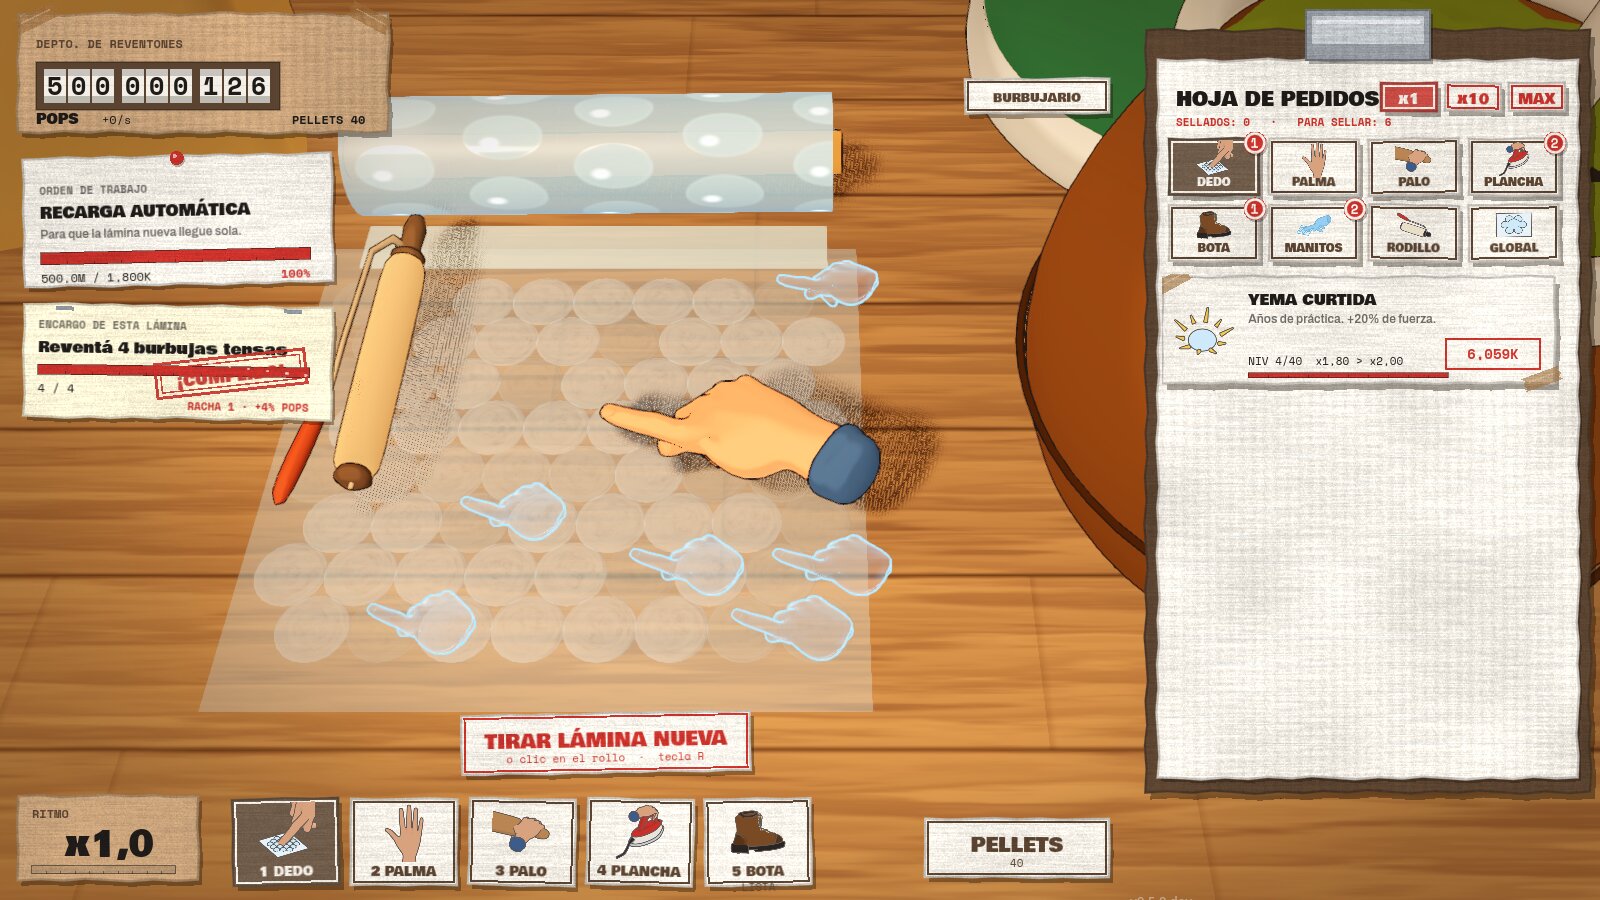 DEPTO. DE REVENTONES
500 000 126
POPS +0/s PELLETS 40
ORDEN DE TRABAJO
RECARGA AUTOMÁTICA
Para que la lámina nueva llegue sola.
500.0M / 1.800K 100%
ENCARGO DE ESTA LÁMINA
Reventá 4 burbujas tensas
4 / 4
RACHA 1 · +4% POPS
BURBUJARIO
HOJA DE PEDIDOS x1 x10 MAX
SELLADOS: 0 · PARA SELLAR: 6
1
2
DEDO PALMA PALO PLANCHA
1
2
BOTA MANITOS RODILLO GLOBAL
YEMA CURTIDA
Años de práctica. +20% de fuerza.
NIV 4/40 x1,80 > x2,00
6.059K
TIRAR LÁMINA NUEVA
o clic en el rollo · tecla R
RITMO
x1,0
1 DEDO
2 PALMA
3 PALO
4 PLANCHA
5 BOTA
LISTA
PELLETS
40